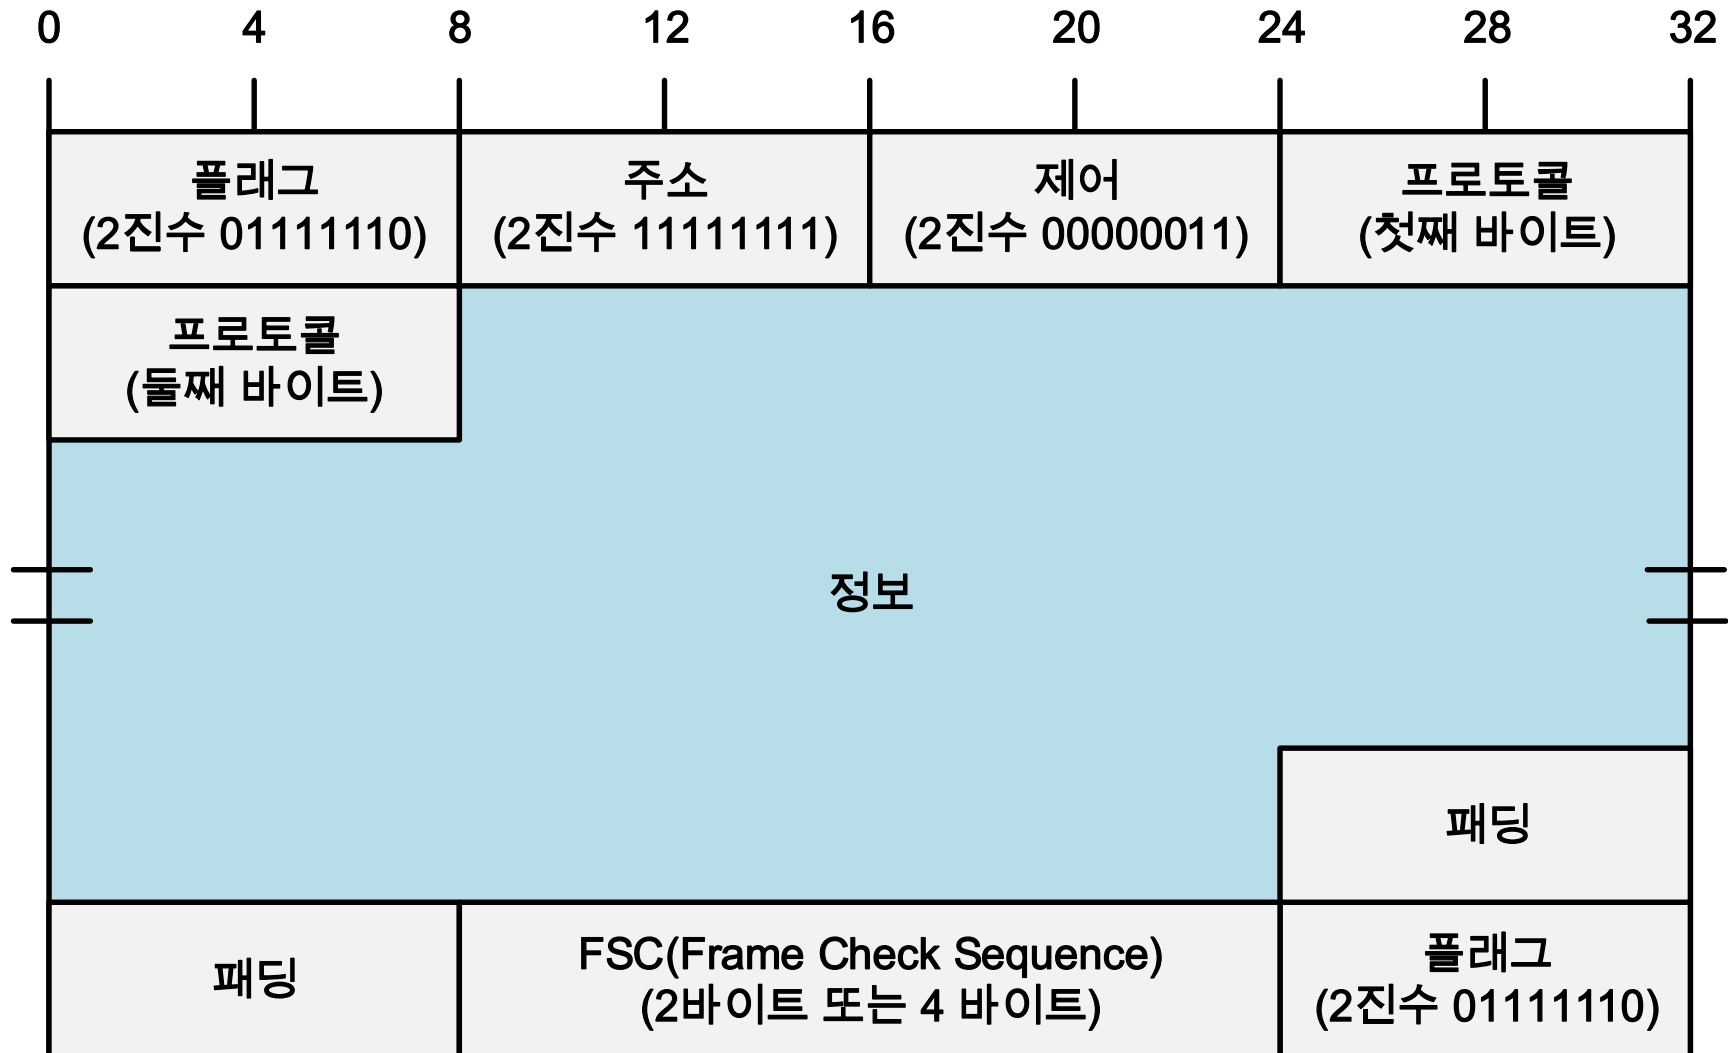 0 4 8 12 16 20 24 28 32
플래그 주소 제어 프로토콜
(2진수 01111110) (2진수 11111111) (2진수 00000011) (첫째 바이트)
프로토콜
(둘째 바이트)
정보
패딩
패딩 FSC(Frame Check Sequence) 플래그
(2바이트 또는 4 바이트) (2진수 01111110)